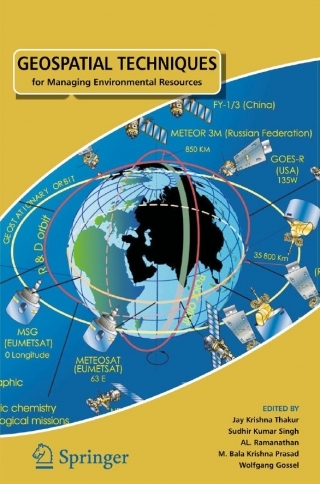 GEOSPATIAL TECHNIQUES
for Managing Environmental Resources
FY-1/3 (China)
METEOR 3M (Russian Federation)
850 KM
GOES-R
(USA)
135W
GEOSTATIONARY ORBIT
R & D orbit
35 800 Km
MSG
(EUMETSAT)
0 Longitude
METEOSAT
(EUMETSAT)
63 E
aphic
ic chemistry
ogical missions
EDITED BY
Jay Krishna Thakur
Sudhir Kumar Singh
AL. Ramanathan
M. Bala Krishna Prasad
Wolfgang Gossel
Springer